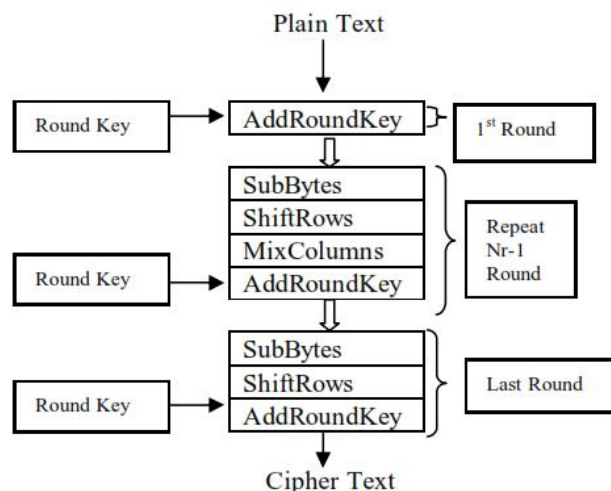 Plain Text
Round Key
AddRoundKey
1st Round
SubBytes
ShiftRows
MixColumns
Round Key
AddRoundKey
Repeat
Nr-1
Round
SubBytes
ShiftRows
Round Key
AddRoundKey
Last Round
Cipher Text